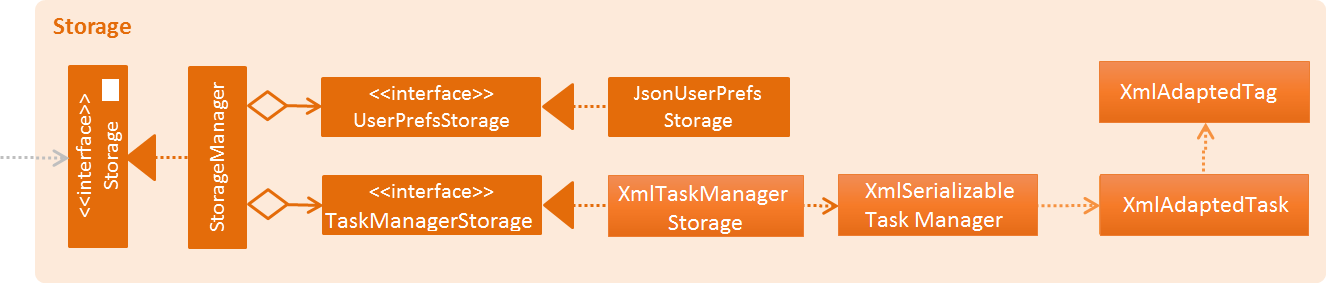 Storage
<<interface>>
Storage
StorageManager
<<interface>>
UserPrefsStorage
JsonUserPrefs
Storage
<<interface>>
TaskManagerStorage
XmlTaskManager
Storage
XmlSerializable
Task Manager
XmlAdaptedTag
XmlAdaptedTask